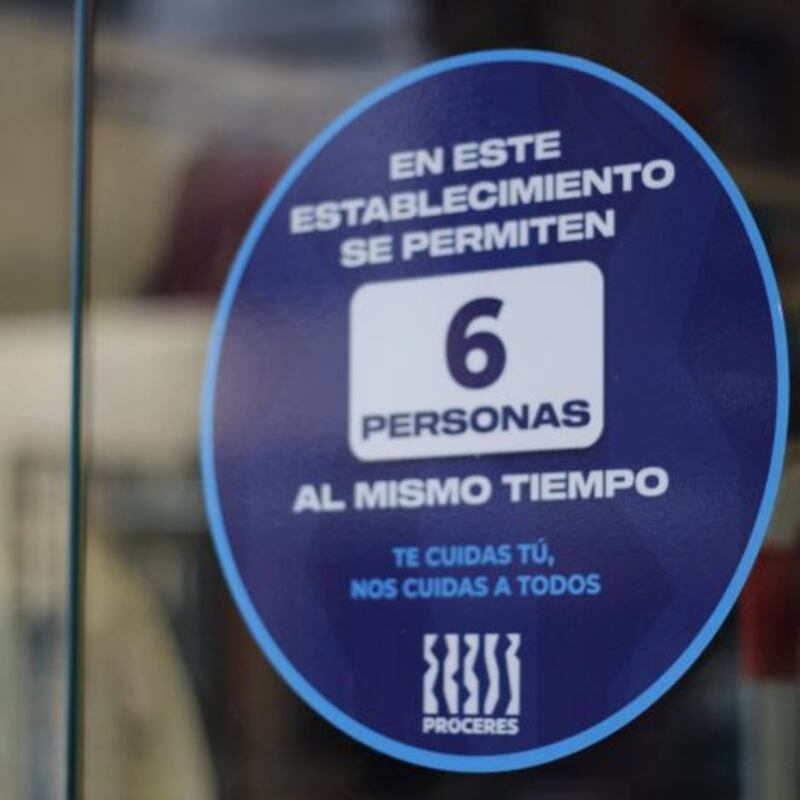 EN ESTE
ESTABLECIMIENTO
SE PERMITEN
6
PERSONAS
AL MISMO TIEMPO
TE CUIDAS TÚ,
NOS CUIDAS A TODOS
PROCERES